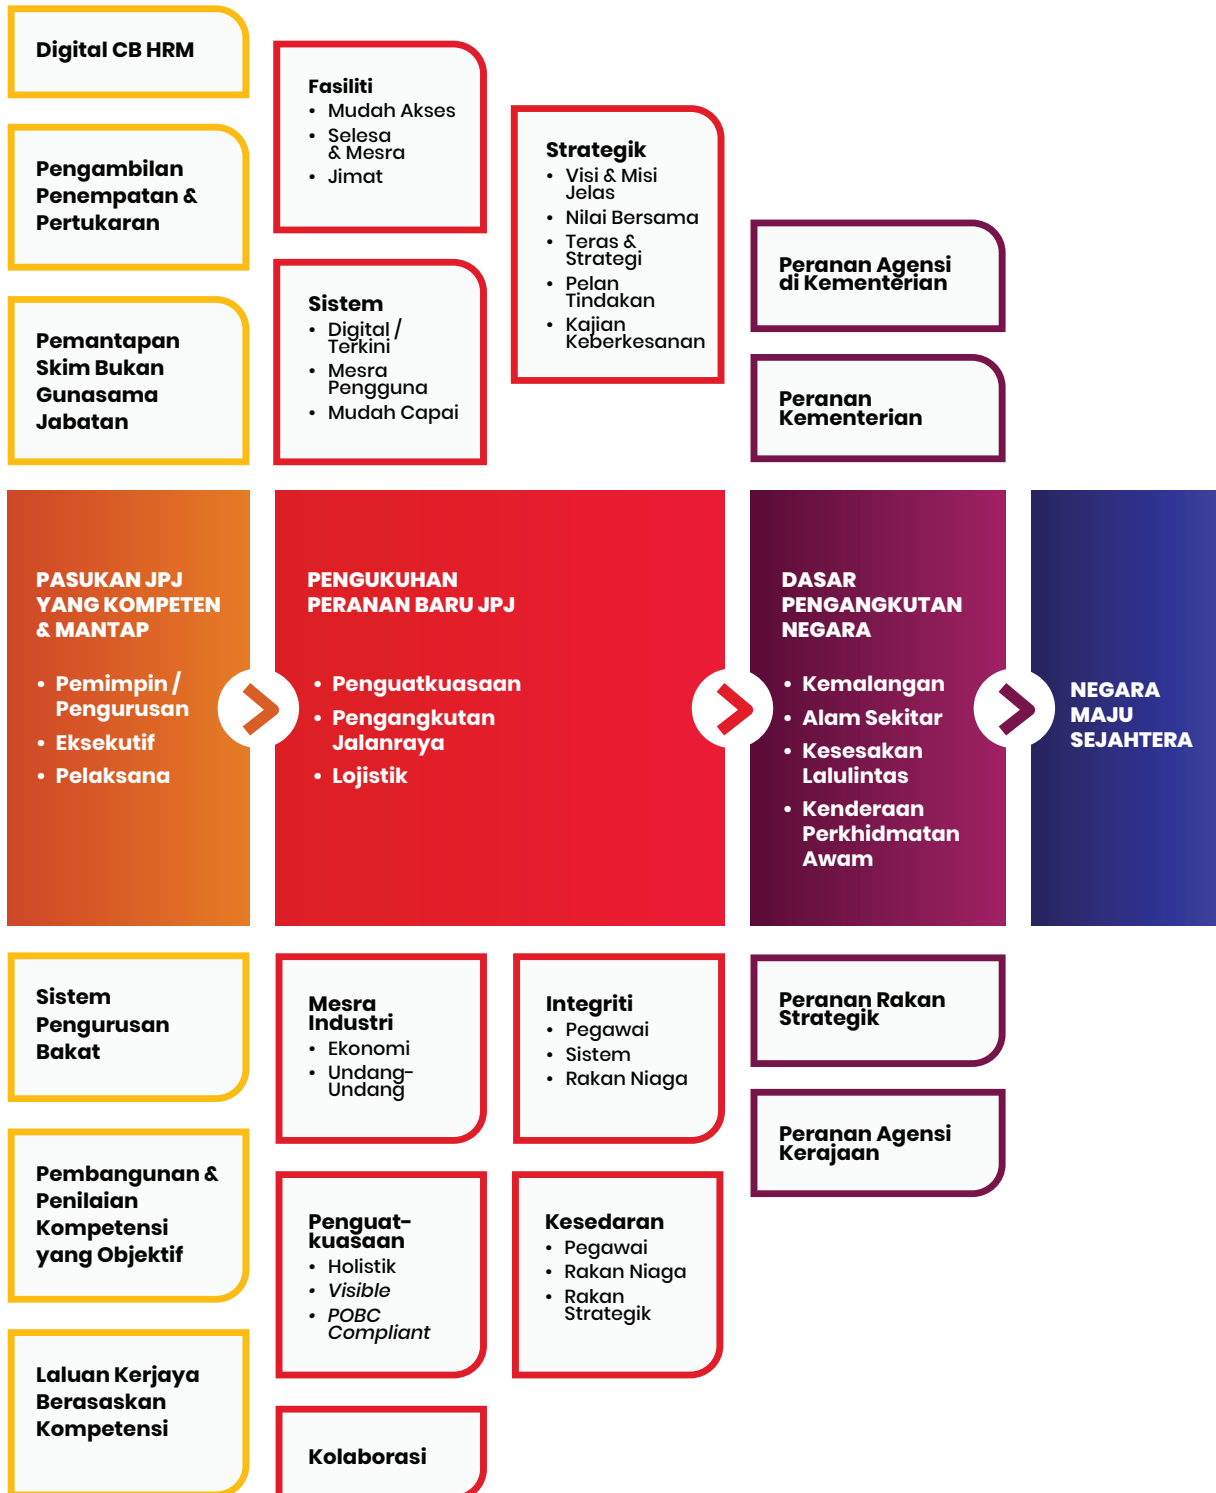 Digital CB HRM
Pengambilan
Penempatan &
Pertukaran
Pemantapan
Skim Bukan
Gunasama
Jabatan
Fasiliti
• Mudah Akses
• Selesa
& Mesra
• Jimat
Sistem
• Digital /
Terkini
• Mesra
Pengguna
• Mudah Capai
Strategik
• Visi & Misi
Jelas
• Nilai Bersama
• Teras &
Strategi
• Pelan
Tindakan
• Kajian
Keberkesanan
Peranan Agensi
di Kementerian
Peranan
Kementerian
PASUKAN JPJ
YANG KOMPETEN
& MANTAP
• Pemimpin /
Pengurusan
• Eksekutif
• Pelaksana
PENGUKUHAN
PERANAN BARU JPJ
• Penguatkuasaan
• Pengangkutan
Jalanraya
• Lojistik
DASAR
PENGANGKUTAN
NEGARA
• Kemalangan
• Alam Sekitar
• Kesesakan
Lalulintas
• Kenderaan
Perkhidmatan
Awam
NEGARA
MAJU
SEJAHTERA
Sistem
Pengurusan
Bakat
Pembangunan &
Penilaian
Kompetensi
yang Objektif
Laluan Kerjaya
Berasaskan
Kompetensi
Mesra
Industri
• Ekonomi
• Undang-
Undang
Penguat-
kuasaan
• Holistik
• Visible
• POBC
Compliant
Kolaborasi
Integriti
• Pegawai
• Sistem
• Rakan Niaga
Kesedaran
• Pegawai
• Rakan Niaga
• Rakan
Strategik
Peranan Rakan
Strategik
Peranan Agensi
Kerajaan